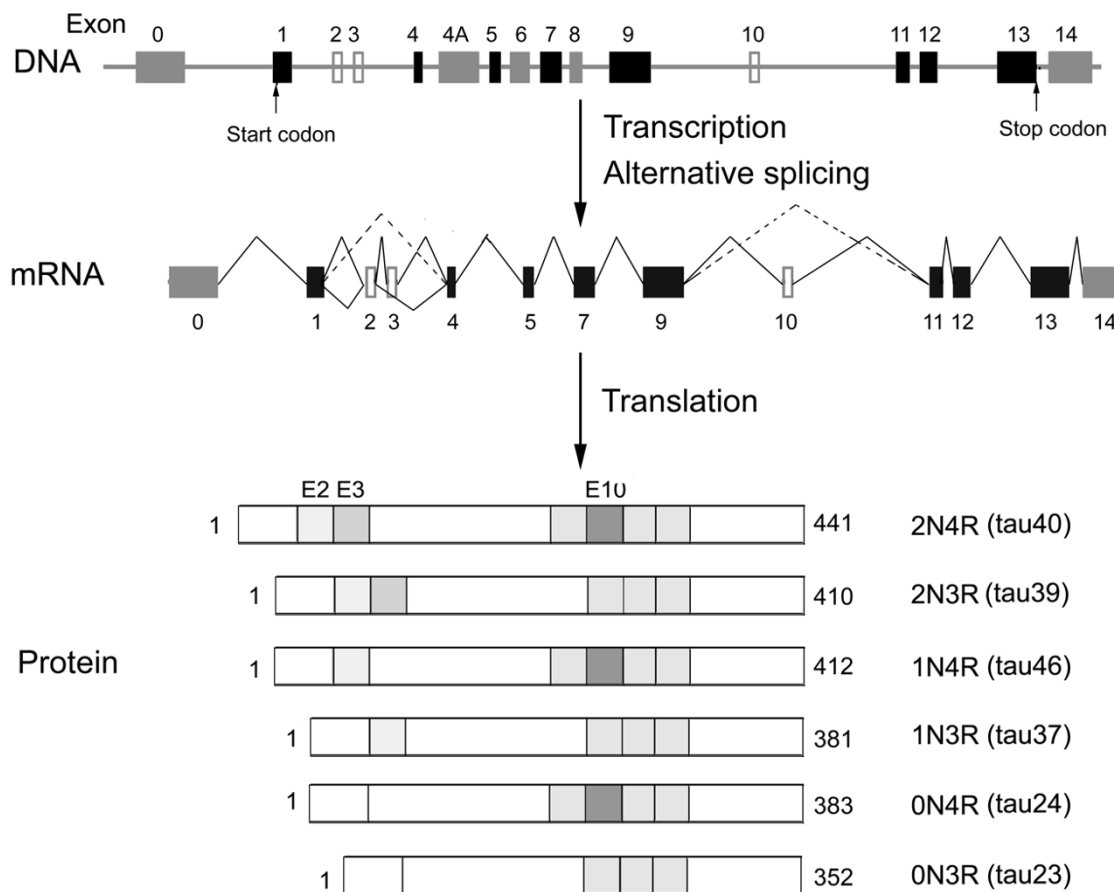 Exon
0 1 2 3 4 4A 5 6 7 8 9 10 11 12 13 14
DNA
Start codon
Stop codon
Transcription
Alternative splicing
mRNA
0 1 2 3 4 5 7 9 10 11 12 13 14
Translation
E2 E3 E10
1 441 2N4R (tau40)
1 410 2N3R (tau39)
Protein
1 412 1N4R (tau46)
1 381 1N3R (tau37)
1 383 0N4R (tau24)
1 352 0N3R (tau23)